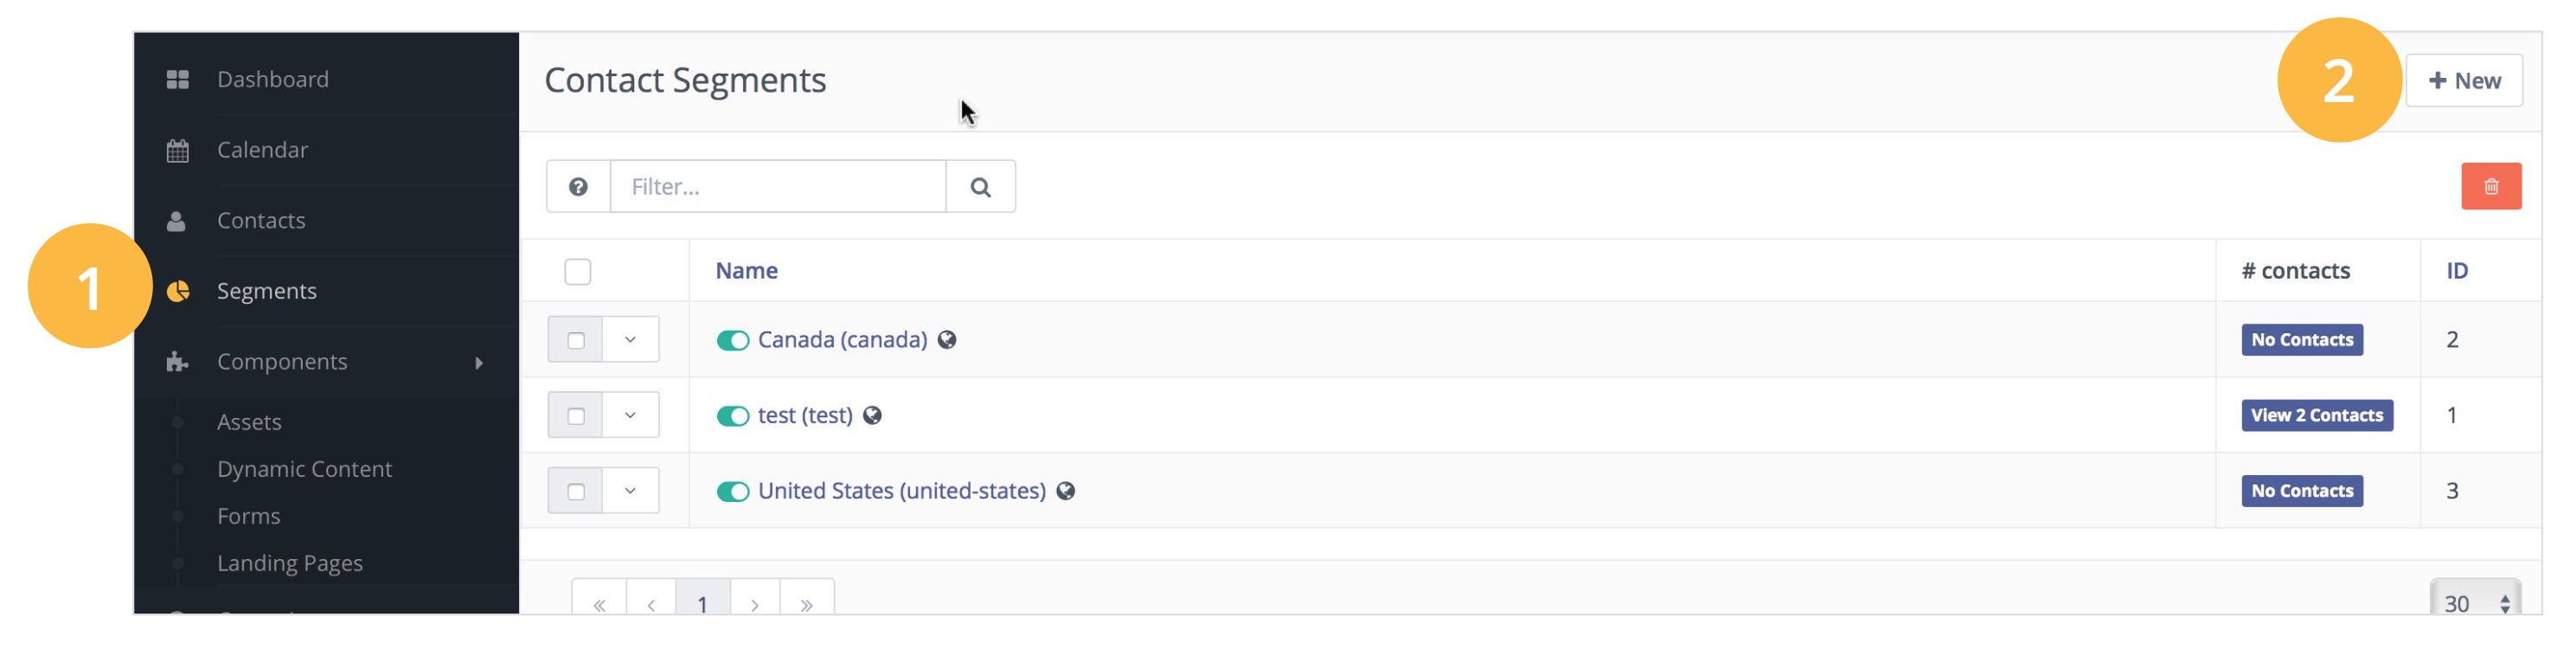 Dashboard
Calendar
Contacts
Segments
Components
Assets
Dynamic Content
Forms
Landing Pages
1
Contact Segments
2
+ New
Filter...
Name # contacts ID
Canada (canada) No Contacts 2
test (test) View 2 Contacts 1
United States (united-states) No Contacts 3
« ‹ 1 › »
30